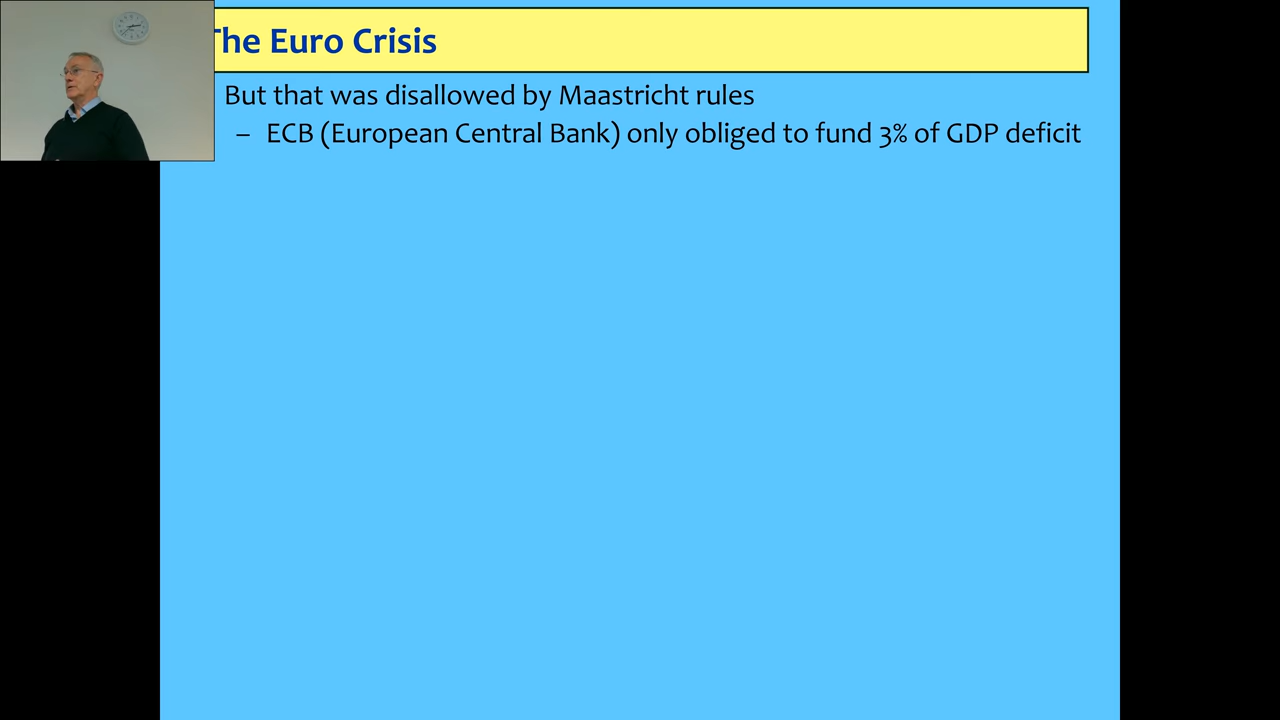 The Euro Crisis
But that was disallowed by Maastricht rules
– ECB (European Central Bank) only obliged to fund 3% of GDP deficit